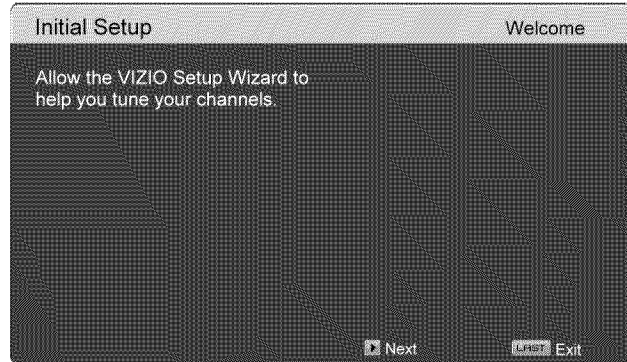 Initial Setup
Welcome
Allow the VIZIO Setup Wizard to
help you tune your channels.
Next
LAST Exit